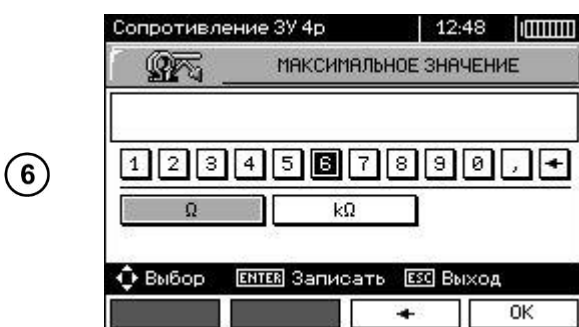 Сопротивление ЗУ 4р 12:48
МАКСИМАЛЬНОЕ ЗНАЧЕНИЕ
6
1 2 3 4 5 6 7 8 9 0 , ←
Ω kΩ
Выбор ENTER Записать ESC Выход
← OK